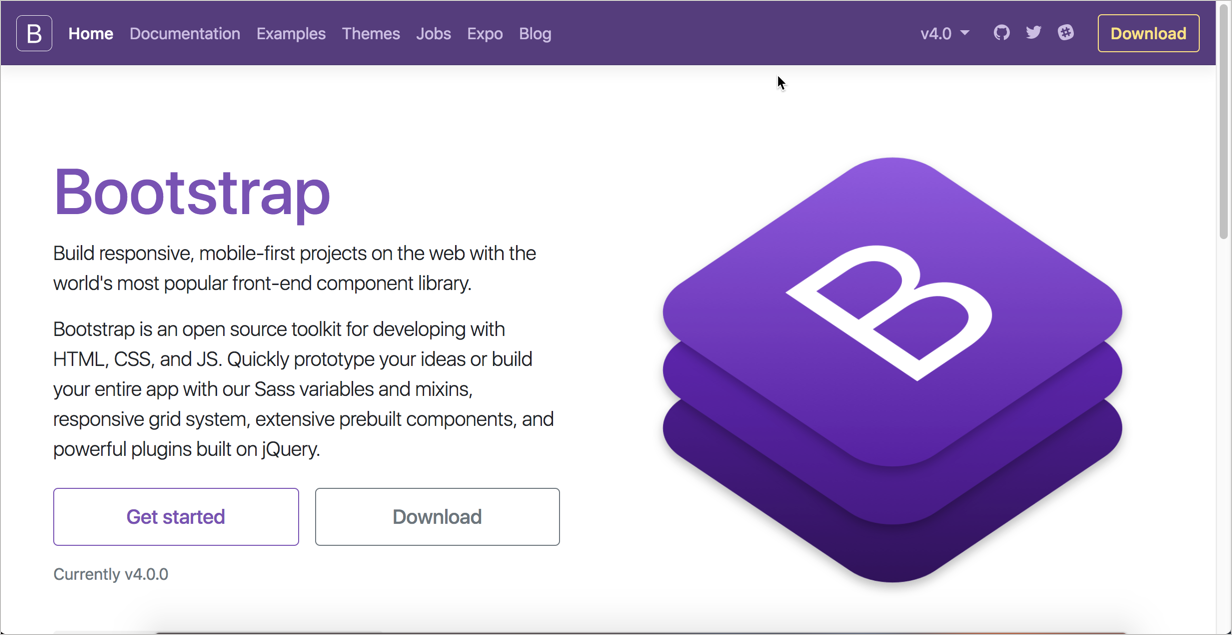 B Home Documentation Examples Themes Jobs Expo Blog v4.0 Download
Bootstrap
Build responsive, mobile-first projects on the web with the
world's most popular front-end component library.
Bootstrap is an open source toolkit for developing with
HTML, CSS, and JS. Quickly prototype your ideas or build
your entire app with our Sass variables and mixins,
responsive grid system, extensive prebuilt components, and
powerful plugins built on jQuery.
Get started Download
Currently v4.0.0
B